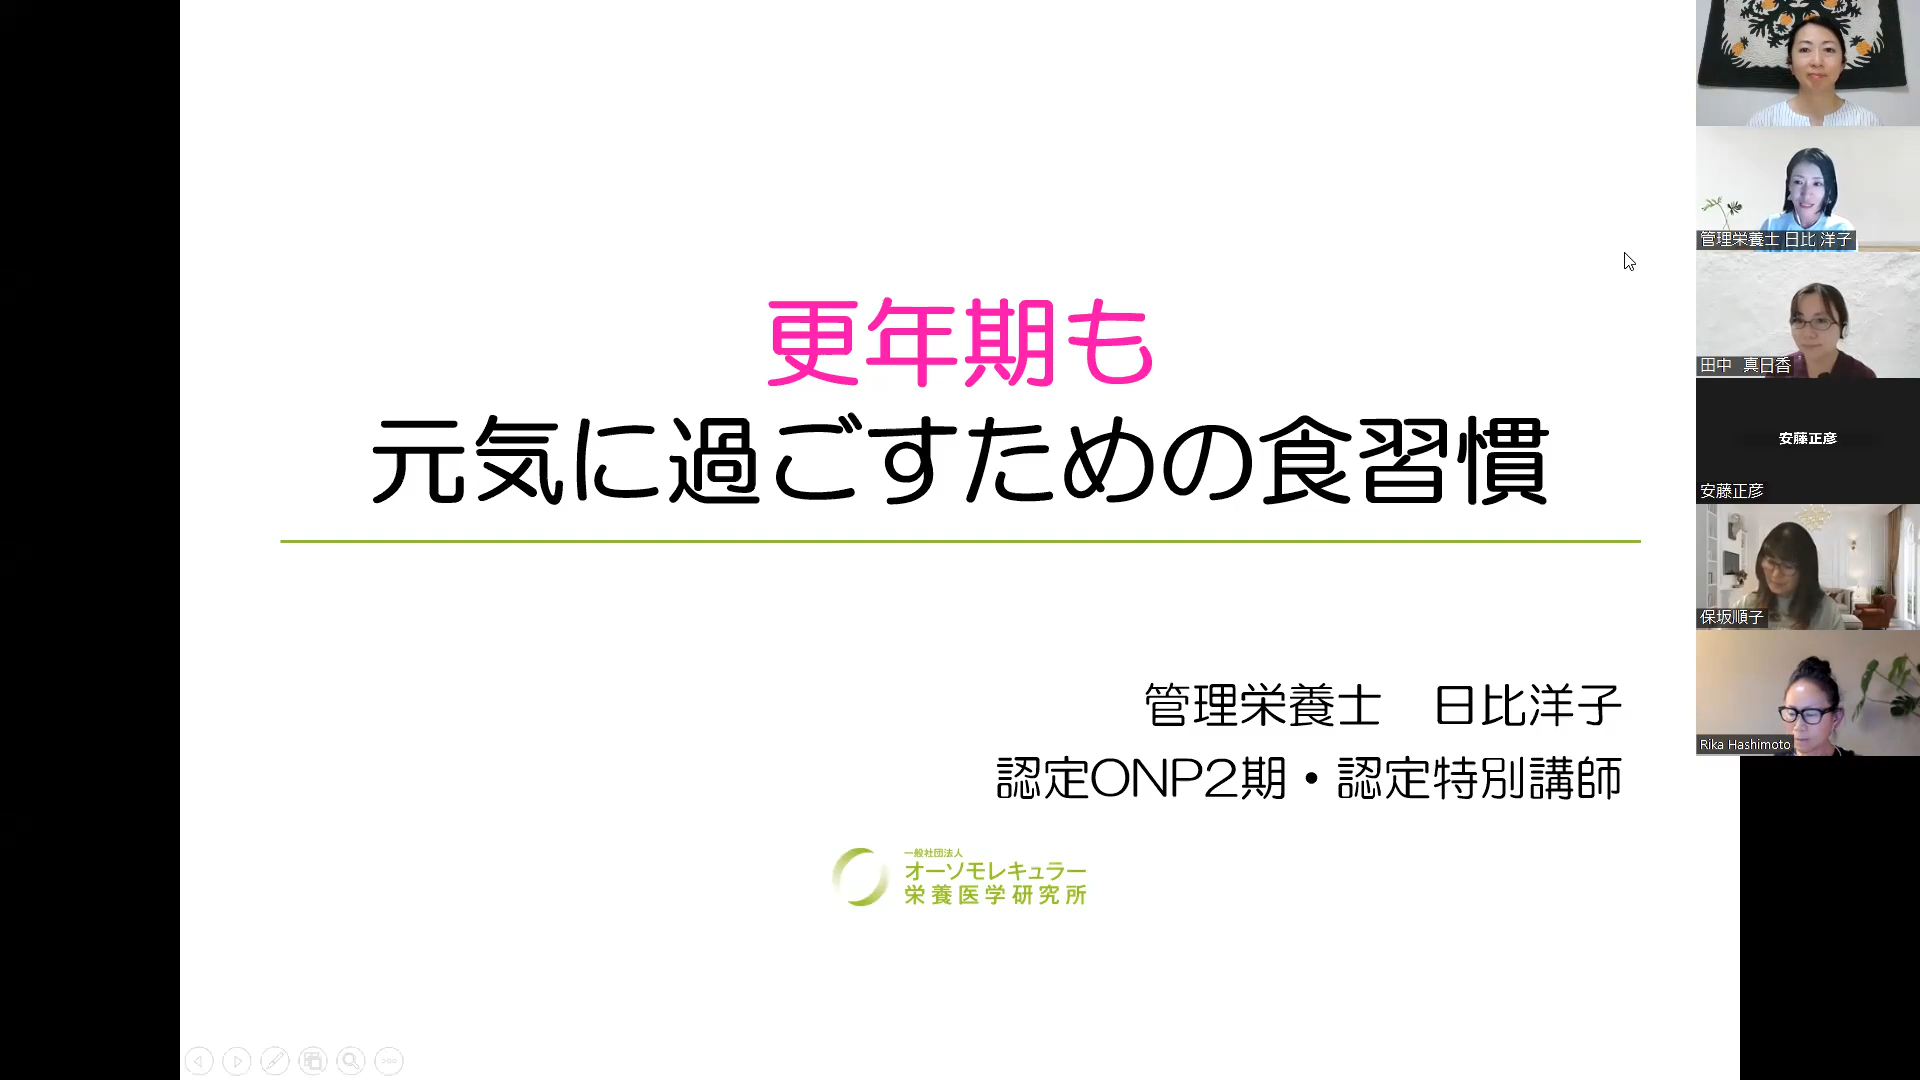 更年期も
元気に過ごすための食習慣
管理栄養士　日比洋子
認定ONP2期・認定特別講師
一般社団法人
オーソモレキュラー
栄養医学研究所
管理栄養士 日比 洋子
田中 真日香
安藤正彦
安藤正彦
保坂順子
Rika Hashimoto